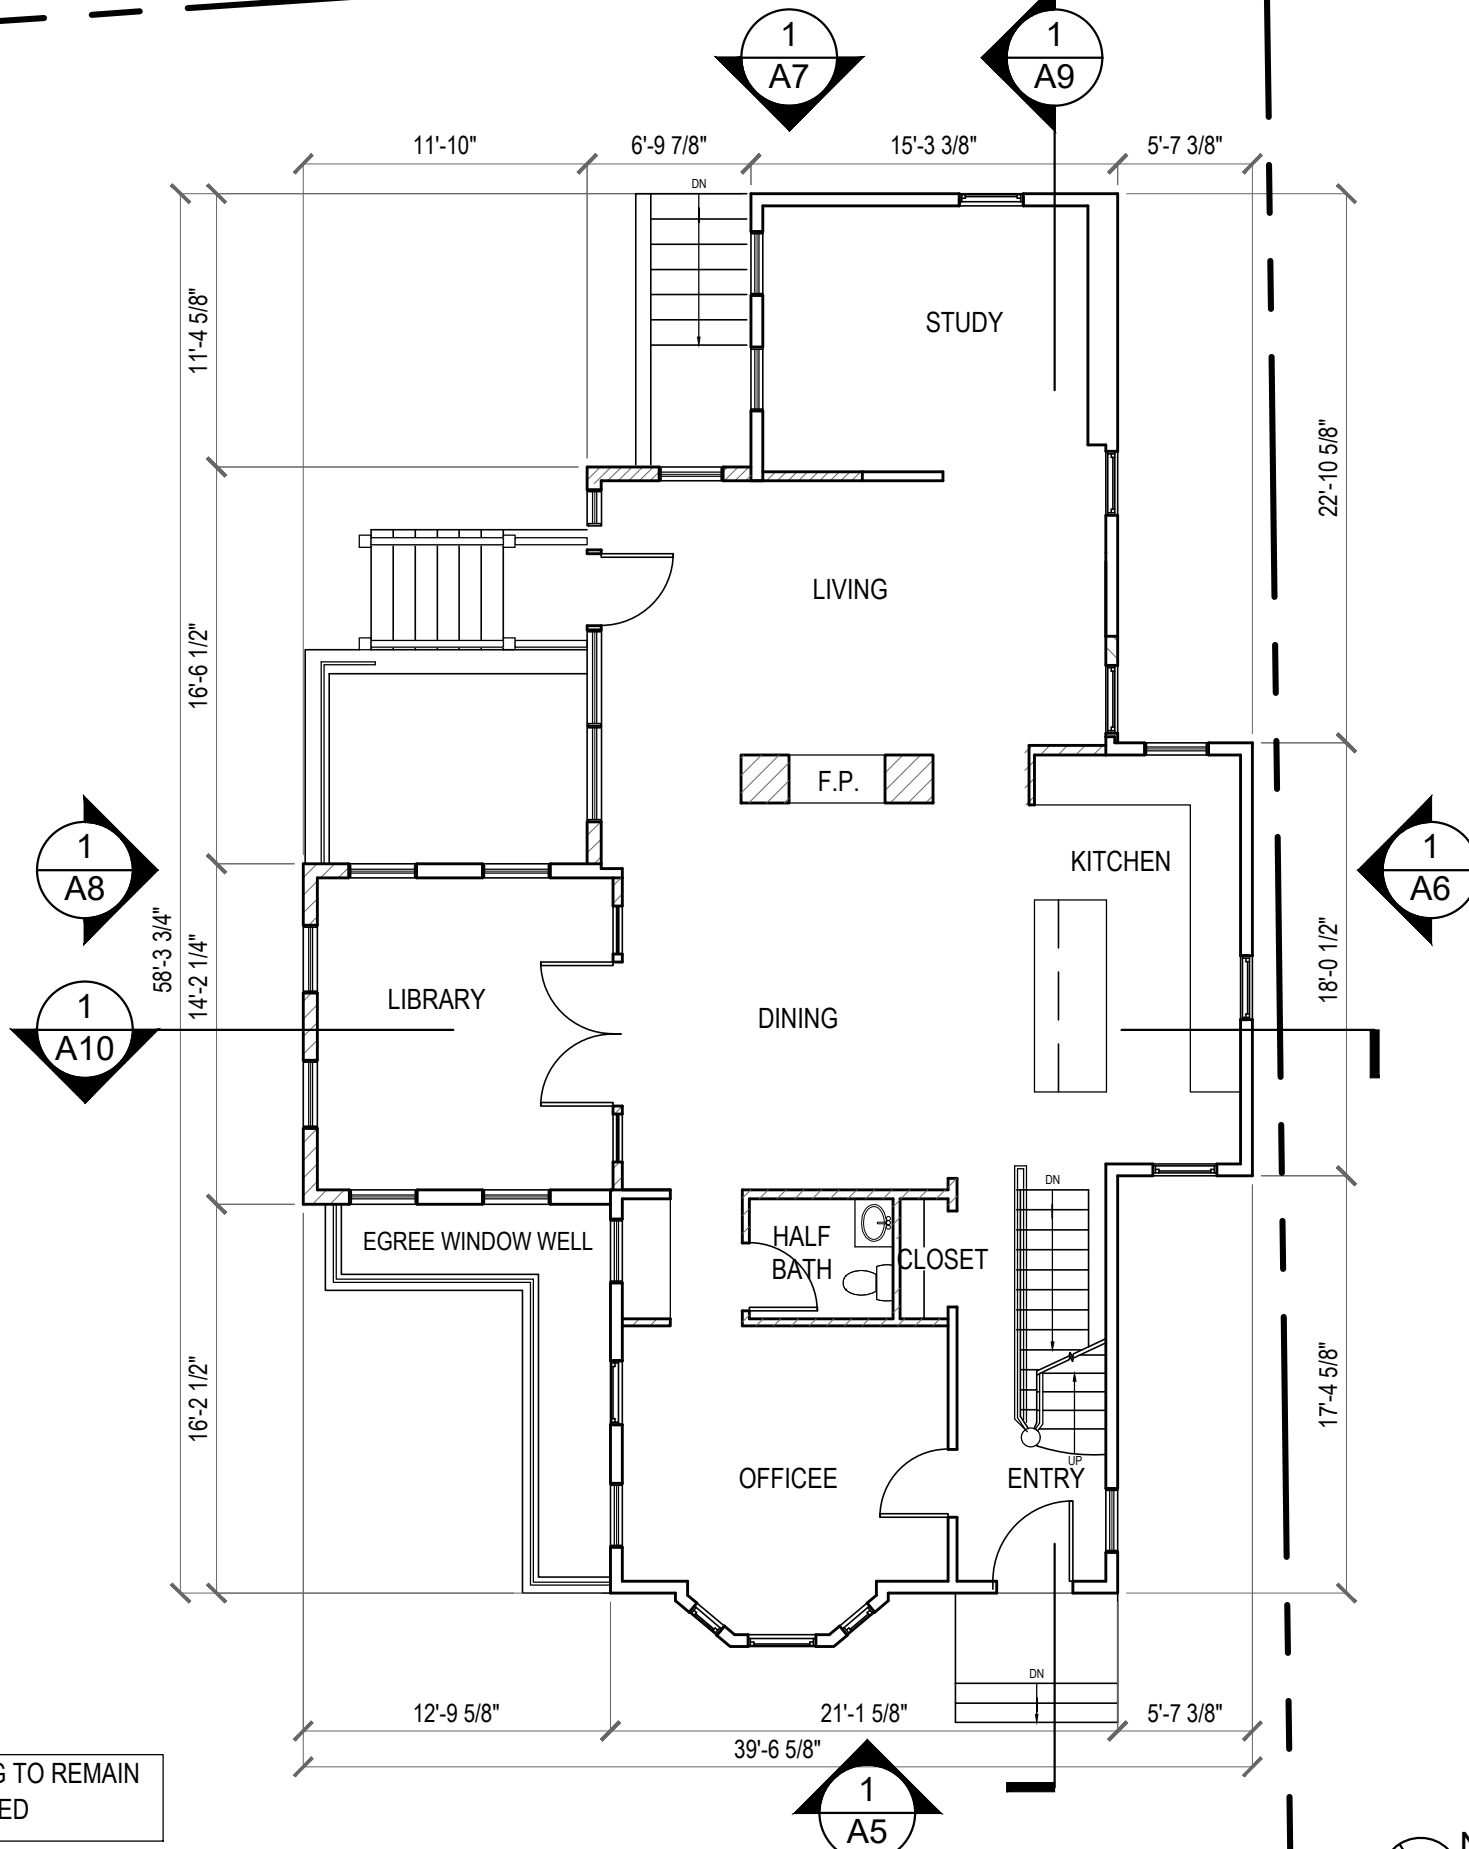 1
A7
1
A9
11'-10"
6'-9 7/8"
15'-3 3/8"
5'-7 3/8"
DN
11'-4 5/8"
STUDY
22'-10 5/8"
LIVING
16'-6 1/2"
F.P.
1
A8
KITCHEN
1
A6
58'-3 3/4"
14'-2 1/4"
LIBRARY
DINING
18'-0 1/2"
1
A10
DN
EGREE WINDOW WELL
HALF
BATH
CLOSET
16'-2 1/2"
17'-4 5/8"
OFFICEE
UP
ENTRY
DN
12'-9 5/8"
21'-1 5/8"
5'-7 3/8"
39'-6 5/8"
TO REMAIN
1
A5